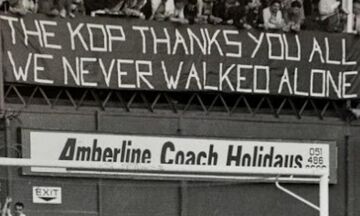 THE KOP THANKS YOU ALL
WE NEVER WALKED ALONE
Amberline Coach Holidays
051
486
EXIT